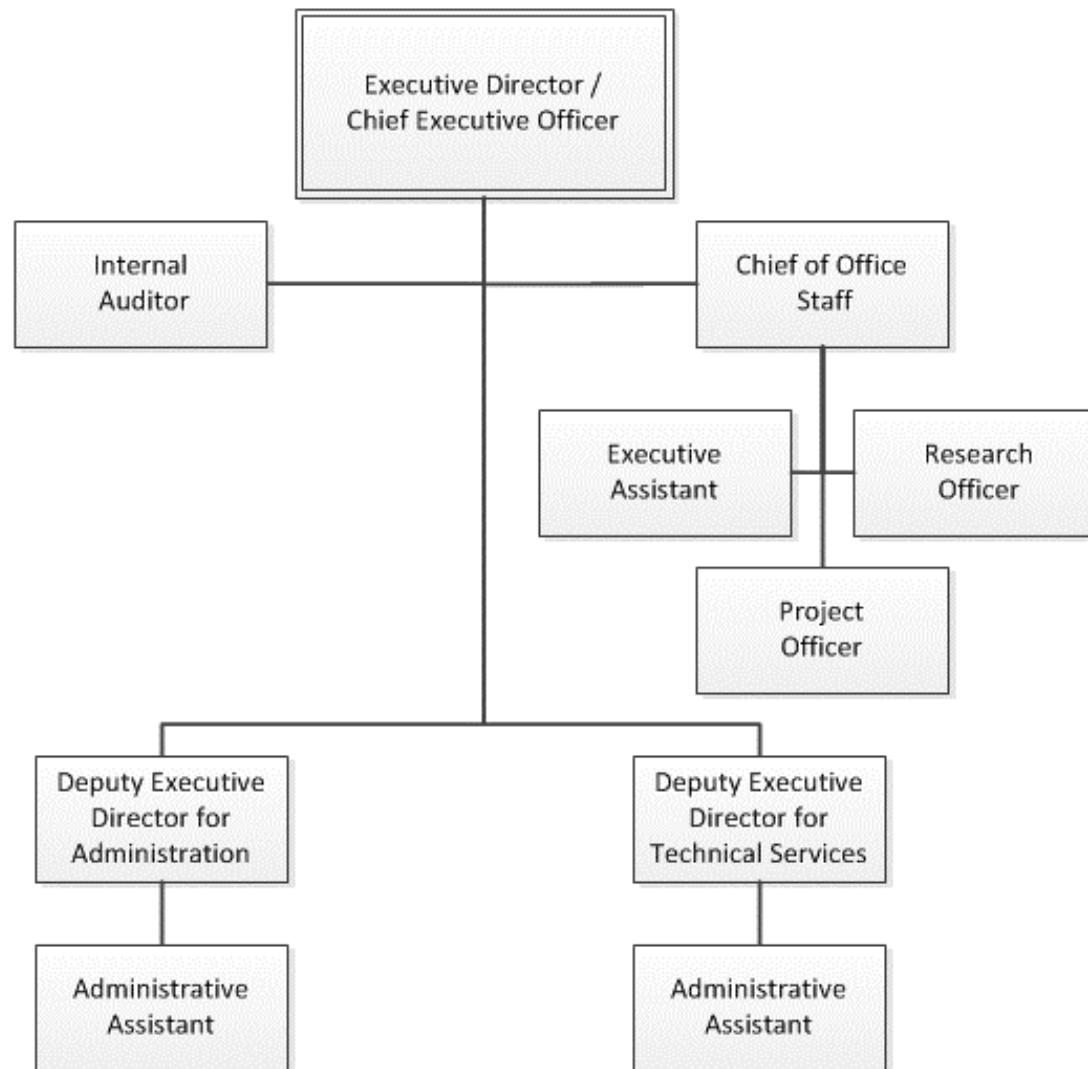 Executive Director /
Chief Executive Officer
Internal
Auditor
Chief of Office
Staff
Executive
Assistant
Research
Officer
Project
Officer
Deputy Executive
Director for
Administration
Deputy Executive
Director for
Technical Services
Administrative
Assistant
Administrative
Assistant